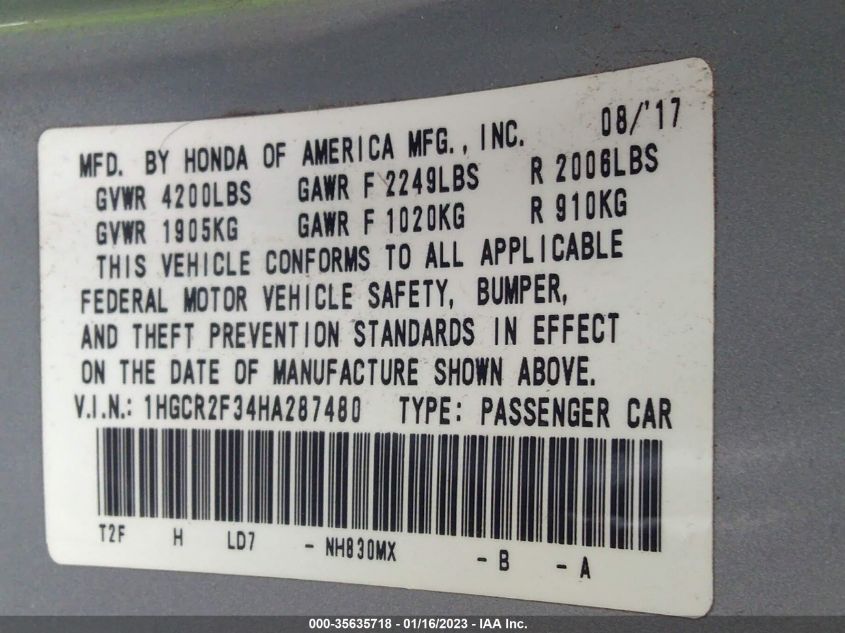 MFD. BY HONDA OF AMERICA MFG., INC. 08/'17
GVWR 4200LBS GAWR F 2249LBS R 2006LBS
GVWR 1905KG GAWR F 1020KG R 910KG
THIS VEHICLE CONFORMS TO ALL APPLICABLE
FEDERAL MOTOR VEHICLE SAFETY, BUMPER,
AND THEFT PREVENTION STANDARDS IN EFFECT
ON THE DATE OF MANUFACTURE SHOWN ABOVE.
V.I.N.: 1HGCR2F34HA287480 TYPE: PASSENGER CAR
T2F H LD7 - NH830MX - B - A
000-35635718 - 01/16/2023 - IAA Inc.